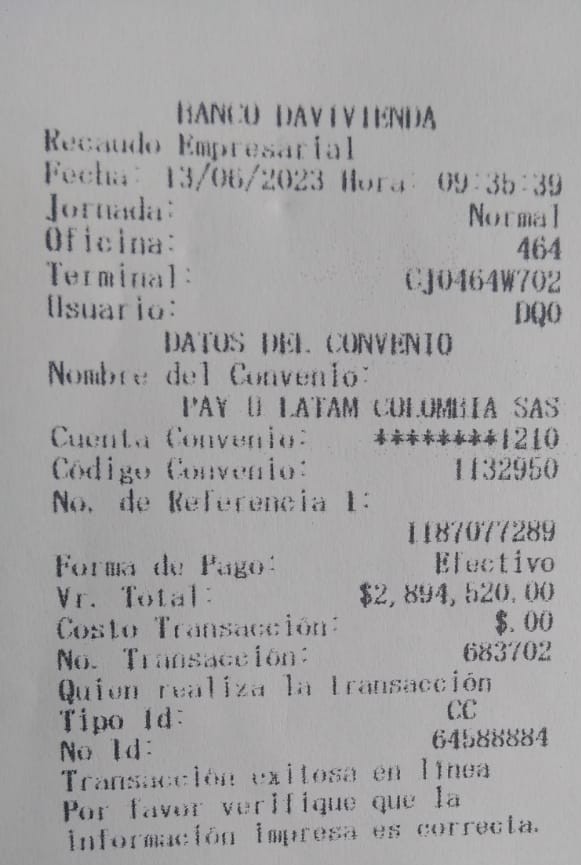 BANCO DAVIVIENDA
Recaudo Empresarial
Fecha: 13/06/2023 Hora: 09:35:39
Jornada: Normal
Oficina: 464
Terminal: CJ0464W702
Usuario: DQ0
DATOS DEL CONVENIO
Nombre del Convenio:
PAY U LATAM COLOMBIA SAS
Cuenta Convenio: ********1210
Código Convenio: 1132950
No. de Referencia 1:
1187077289
Forma de Pago: Efectivo
Vr. Total: $2,894,520.00
Costo Transacción: $.00
No. Transacción: 683702
Quien realiza la transacción
Tipo Id: CC
No Id: 64588884
Transacción exitosa en línea
Por favor verifique que la
información impresa es correcta.